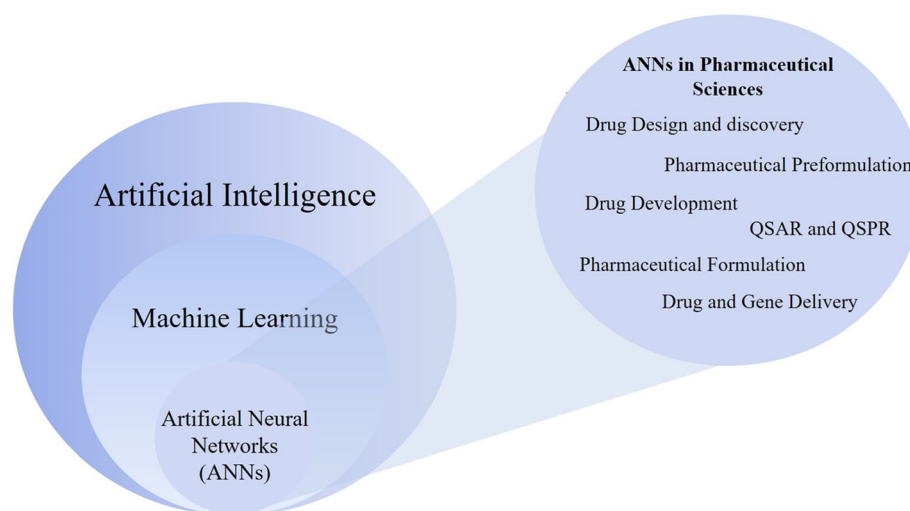 ANNs in Pharmaceutical
Sciences
Drug Design and discovery
Pharmaceutical Preformulation
Drug Development
QSAR and QSPR
Pharmaceutical Formulation
Drug and Gene Delivery
Artificial Intelligence
Machine Learning
Artificial Neural
Networks
(ANNs)